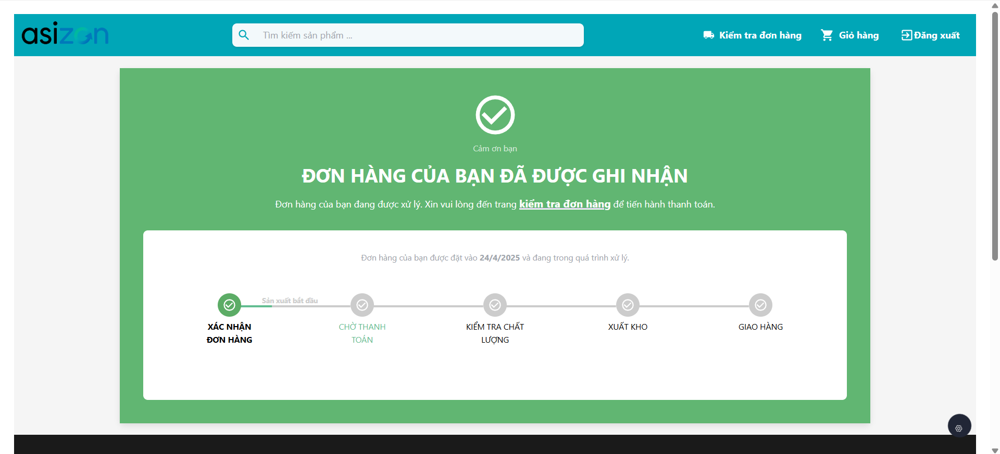 asizon
Tìm kiếm sản phẩm ...
Kiểm tra đơn hàng
Giỏ hàng
Đăng xuất
Cảm ơn bạn
ĐƠN HÀNG CỦA BẠN ĐÃ ĐƯỢC GHI NHẬN
Đơn hàng của bạn đang được xử lý. Xin vui lòng đến trang kiểm tra đơn hàng để tiến hành thanh toán.
Đơn hàng của bạn được đặt vào 24/4/2025 và đang trong quá trình xử lý.
Sản xuất bắt đầu
XÁC NHẬN
ĐƠN HÀNG
CHỜ THANH
TOÁN
KIỂM TRA CHẤT
LƯỢNG
XUẤT KHO
GIAO HÀNG